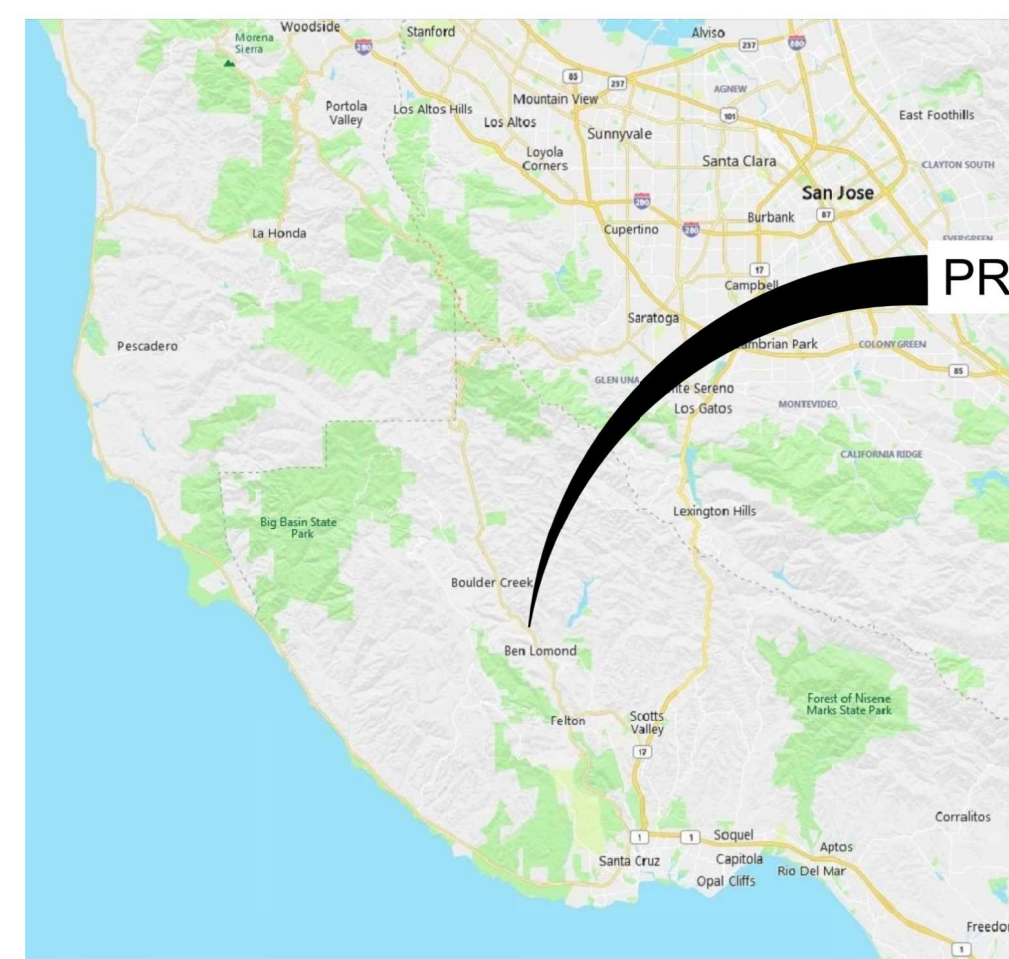 Woodside
Stanford
Alviso
Morena
Sierra
280
237
880
85
237
AGNEW
Mountain View
Portola
Valley
Los Altos Hills
101
East Foothills
Los Altos
Sunnyvale
Loyola
Corners
Santa Clara
CLAYTON SOUTH
San Jose
280
87
Burbank
La Honda
Cupertino
280
EVERGREEN
17
PR
Campbell
Saratoga
Pescadero
mbrian Park
COLONY GREEN
85
GLEN UNA
nte Sereno
Los Gatos
MONTEVIDEO
CALIFORNIA RIDGE
Lexington Hills
Big Basin State
Park
Boulder Creek
Ben Lomond
Forest of Nisene
Marks State Park
Felton
Scotts
Valley
17
Corralitos
1
1
Soquel
Aptos
Santa Cruz
Capitola
Rio Del Mar
Opal Cliffs
Freedo
1